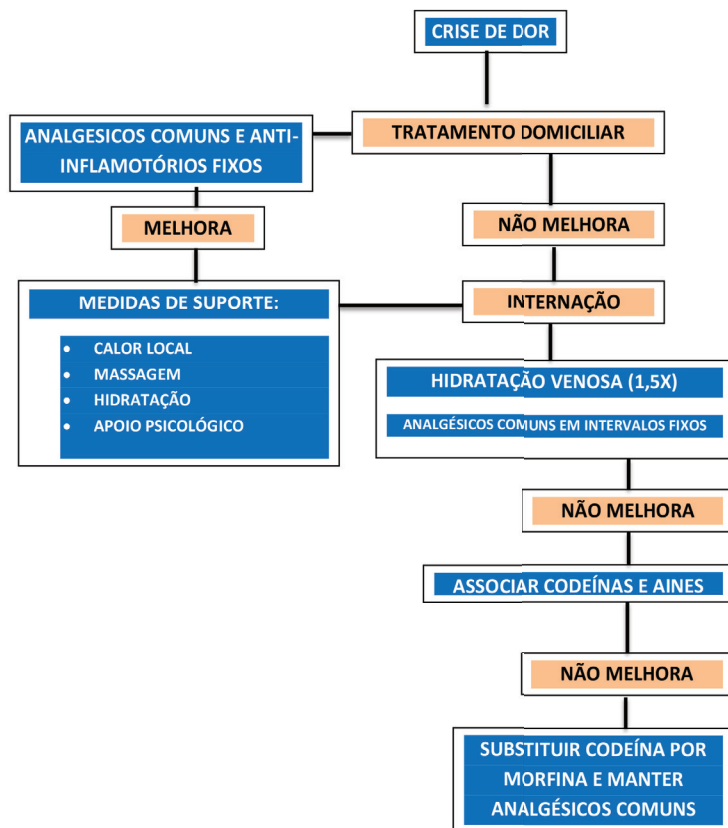 CRISE DE DOR
TRATAMENTO DOMICILIAR
ANALGESICOS COMUNS E ANTI-
INFLAMOTÓRIOS FIXOS
MELHORA
NÃO MELHORA
MEDIDAS DE SUPORTE:
• CALOR LOCAL
• MASSAGEM
• HIDRATAÇÃO
• APOIO PSICOLÓGICO
INTERNAÇÃO
HIDRATAÇÃO VENOSA (1,5X)
ANALGÉSICOS COMUNS EM INTERVALOS FIXOS
NÃO MELHORA
ASSOCIAR CODEÍNAS E AINES
NÃO MELHORA
SUBSTITUIR CODEÍNA POR
MORFINA E MANTER
ANALGÉSICOS COMUNS